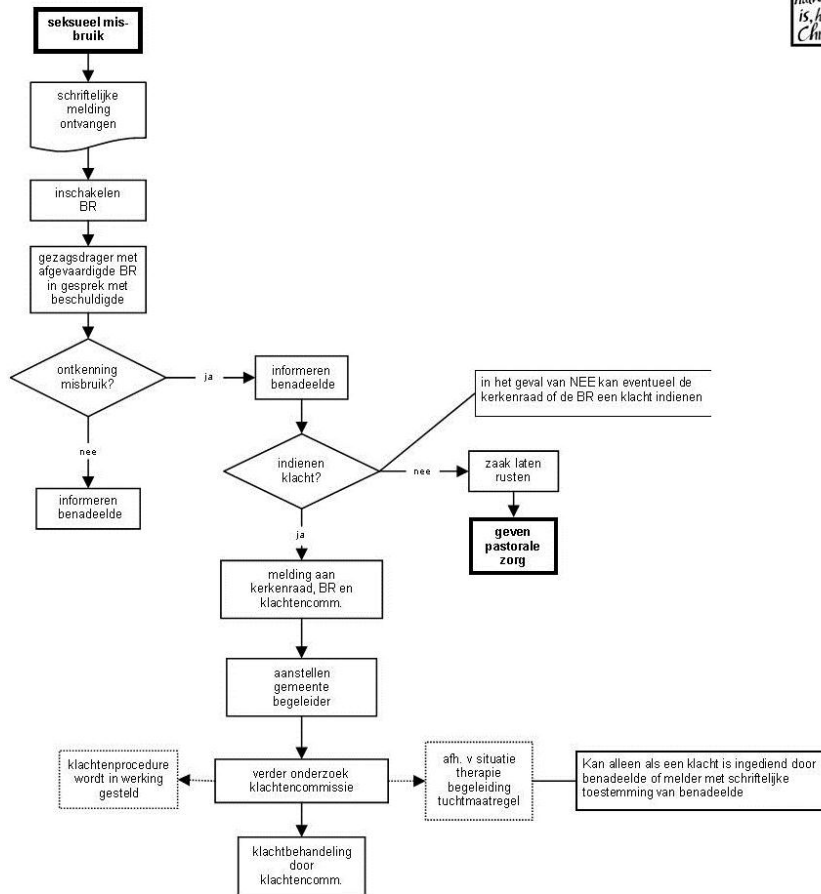 seksueel mis-
bruik
is,
schriftelijke
melding
ontvangen
inschakelen
BR
gezagsdrager met
afgevaardigde BR
in gesprek met
beschuldigde
ontkenning
misbruik?
ja
informeren
benadeelde
in het geval van NEE kan eventueel de
kerkenraad of de BR een klacht indienen
nee
informeren
benadeelde
indienen
klacht?
nee
zaak laten
rusten
geven
pastorale
zorg
ja
melding aan
kerkenraad, BR en
klachtencomm.
aanstellen
gemeente
begeleider
klachtenprocedure
wordt in werking
gesteld
verder onderzoek
klachtencommissie
afh. v situatie
therapie
begeleiding
tuchtmaatregel
Kan alleen als een klacht is ingediend door
benadeelde of melder met schriftelijke
toestemming van benadeelde
klachtbehandeling
door
klachtencomm.